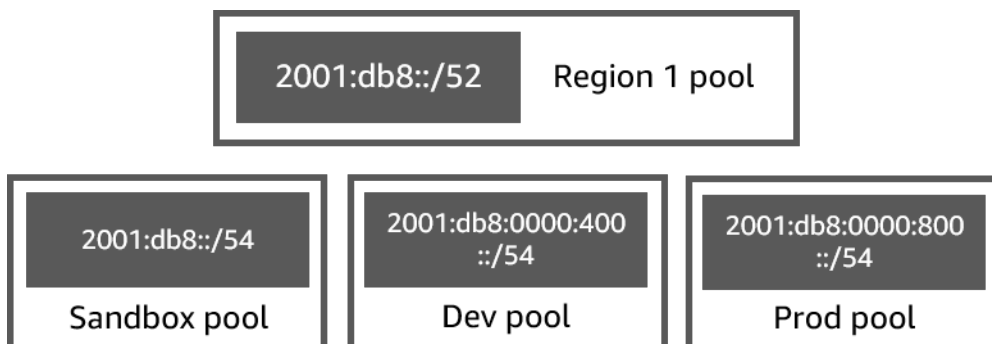 2001:db8::/52
Region 1 pool
2001:db8::/54
Sandbox pool
2001:db8:0000:400
::/54
Dev pool
2001:db8:0000:800
::/54
Prod pool